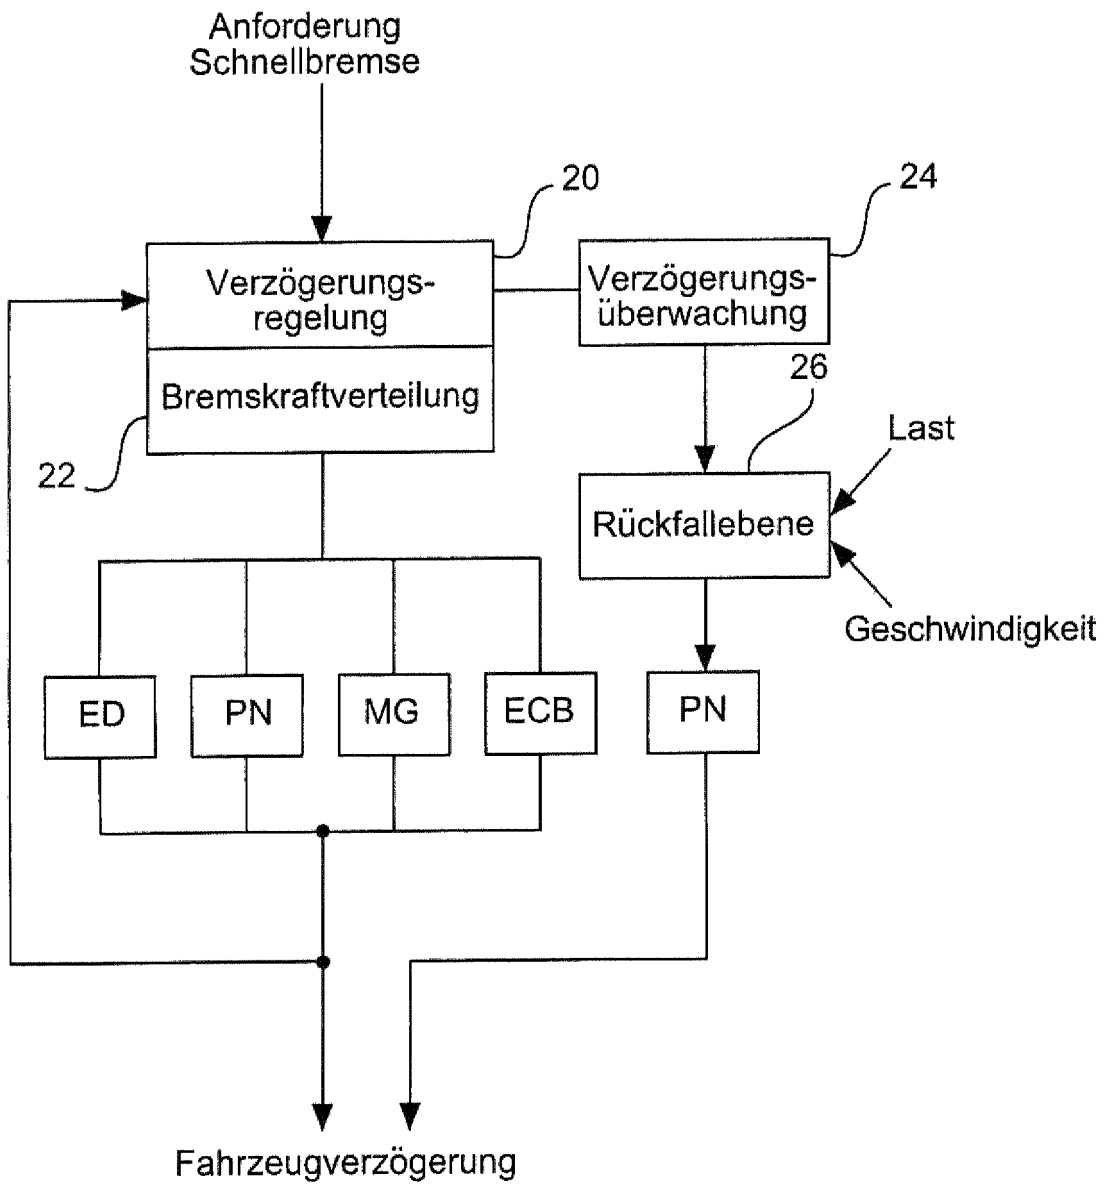 Anforderung
Schnellbremse
20
24
Verzögerungs-
regelung
Verzögerungs-
überwachung
26
Bremskraftverteilung
22
Last
Rückfallebene
Geschwindigkeit
ED
PN
MG
ECB
PN
Fahrzeugverzögerung